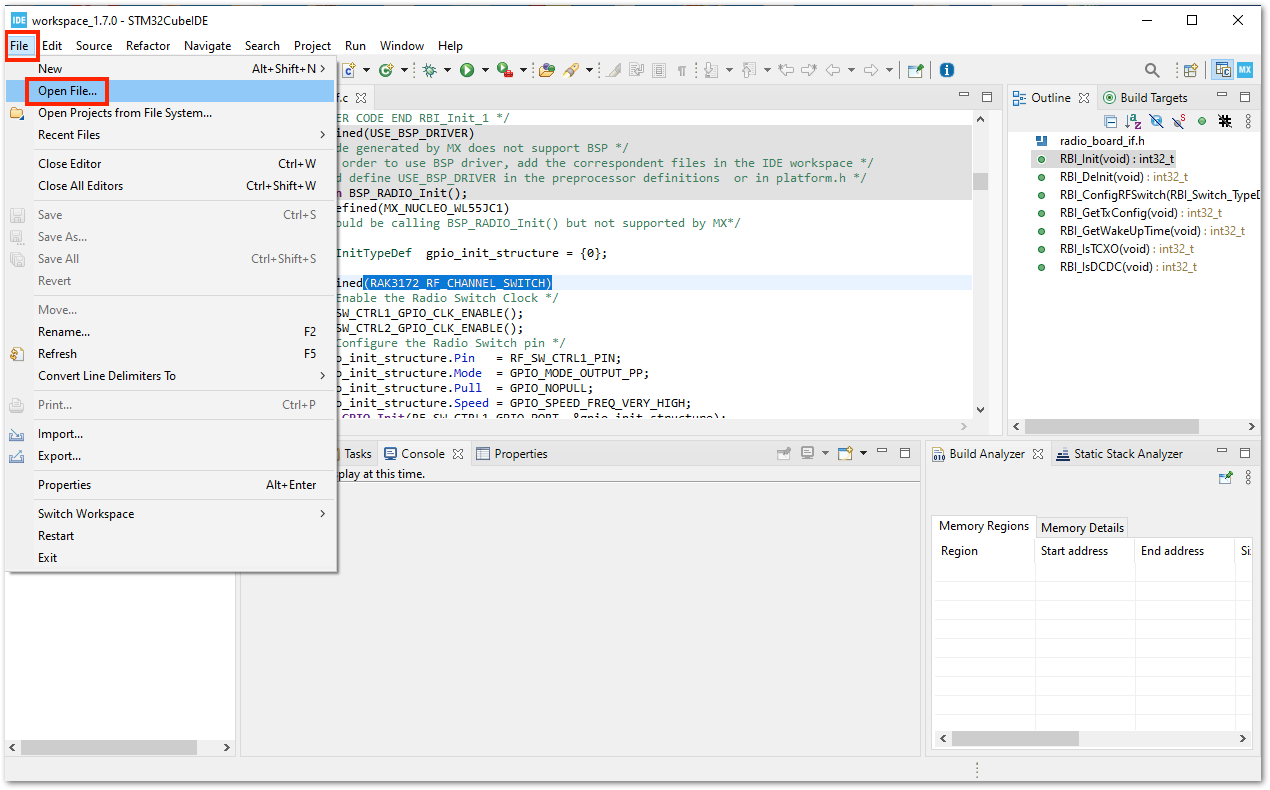 IDE workspace_1.7.0 - STM32CubeIDE
File Edit Source Refactor Navigate Search Project Run Window Help
New Alt+Shift+N >
Open File...
Open Projects from File System...
Recent Files >
Close Editor Ctrl+W
Close All Editors Ctrl+Shift+W
Save Ctrl+S
Save As...
Save All Ctrl+Shift+S
Revert
Move...
Rename... F2
Refresh F5
Convert Line Delimiters To >
Print... Ctrl+P
Import...
Export...
Properties Alt+Enter
Switch Workspace >
Restart
Exit
MX
f.c
ER CODE END RBI_Init_1 */
ined(USE_BSP_DRIVER)
de generated by MX does not support BSP */
order to use BSP driver, add the correspondent files in the IDE workspace */
d define USE_BSP_DRIVER in the preprocessor definitions  or in platform.h */
n BSP_RADIO_Init();
efined(MX_NUCLEO_WL55JC1)
ould be calling BSP_RADIO_Init() but not supported by MX*/
InitTypeDef  gpio_init_structure = {0};
ined(RAK3172_RF_CHANNEL_SWITCH)
Enable the Radio Switch Clock */
SW_CTRL1_GPIO_CLK_ENABLE();
SW_CTRL2_GPIO_CLK_ENABLE();
Configure the Radio Switch pin */
o_init_structure.Pin   = RF_SW_CTRL1_PIN;
o_init_structure.Mode  = GPIO_MODE_OUTPUT_PP;
o_init_structure.Pull  = GPIO_NOPULL;
o_init_structure.Speed = GPIO_SPEED_FREQ_VERY_HIGH;
GPIO_Init(RF_SW_CTRL1_GPIO_PORT, &gpio_init_structure);
Outline Build Targets
radio_board_if.h
RBI_Init(void) : int32_t
RBI_DeInit(void) : int32_t
RBI_ConfigRFSwitch(RBI_Switch_TypeD
RBI_GetTxConfig(void) : int32_t
RBI_GetWakeUpTime(void) : int32_t
RBI_IsTCXO(void) : int32_t
RBI_IsDCDC(void) : int32_t
Tasks Console Properties
play at this time.
010 Build Analyzer Static Stack Analyzer
Memory Regions Memory Details
Region Start address End address Si